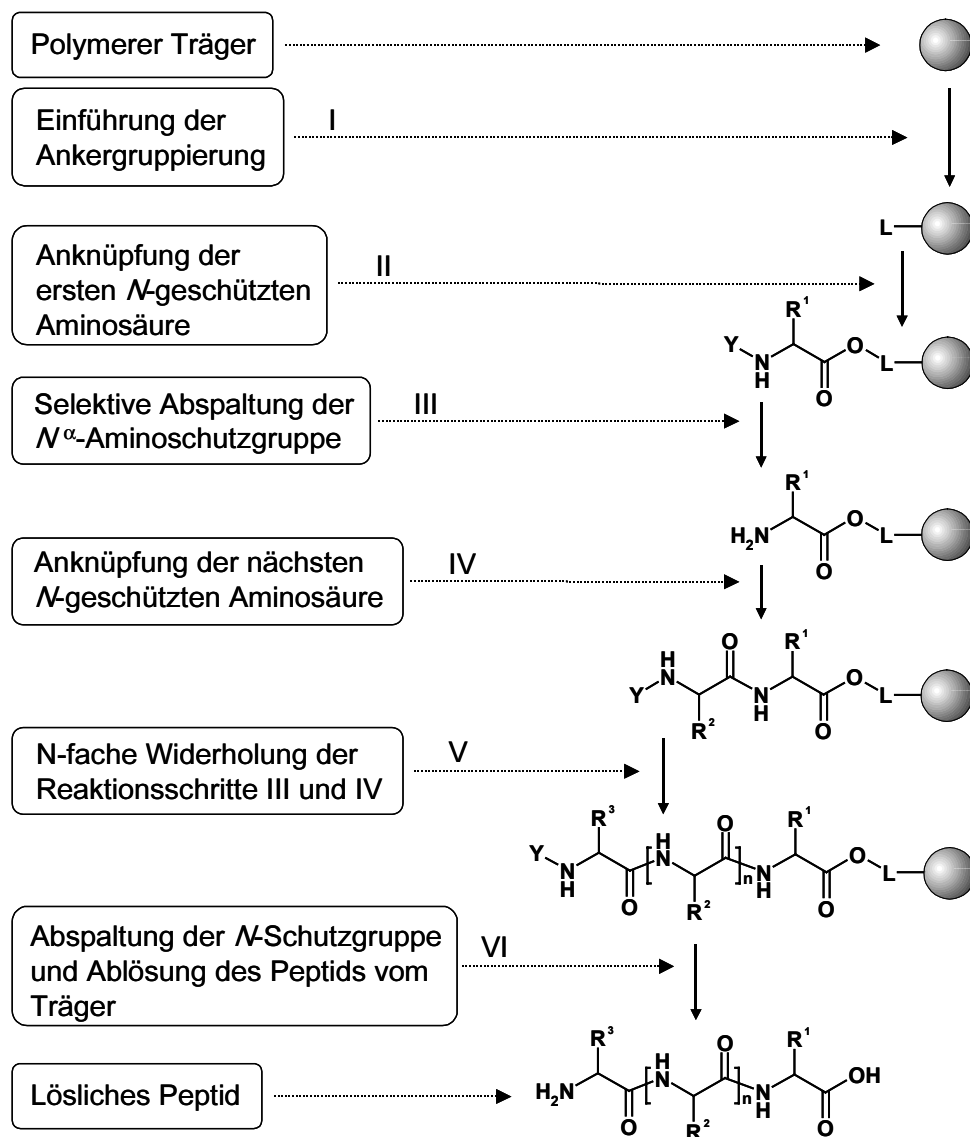 Polymerer Träger
Einführung der
Ankergruppierung
I
L
Anknüpfung der
ersten N-geschützten
Aminosäure
II
R¹
Y
N
H
O
O
L
Selektive Abspaltung der
Nα-Aminoschutzgruppe
III
R¹
H₂N
O
O
L
Anknüpfung der nächsten
N-geschützten Aminosäure
IV
H
N
Y
R²
O
N
H
R¹
O
O
L
N-fache Widerholung der
Reaktionsschritte III und IV
V
Y
N
H
R³
O
H
N
R²
O
n
N
H
R¹
O
O
L
Abspaltung der N-Schutzgruppe
und Ablösung des Peptids vom
Träger
VI
Lösliches Peptid
H₂N
R³
O
H
N
R²
O
n
N
H
R¹
O
OH